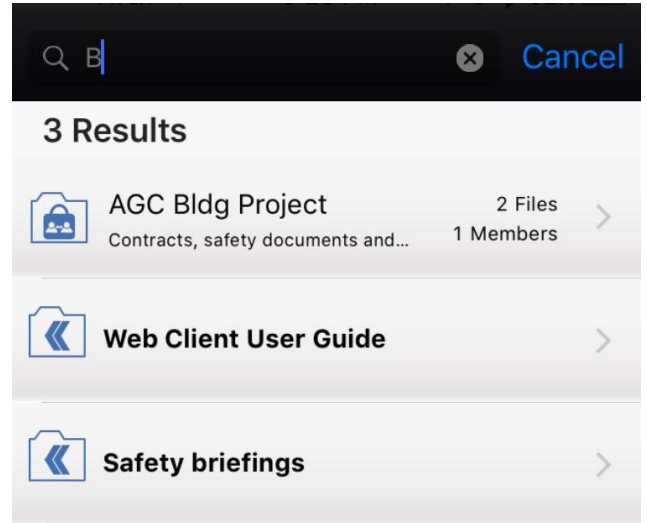 B
Cancel
3 Results
AGC Bldg Project
2 Files
Contracts, safety documents and...
1 Members
Web Client User Guide
Safety briefings